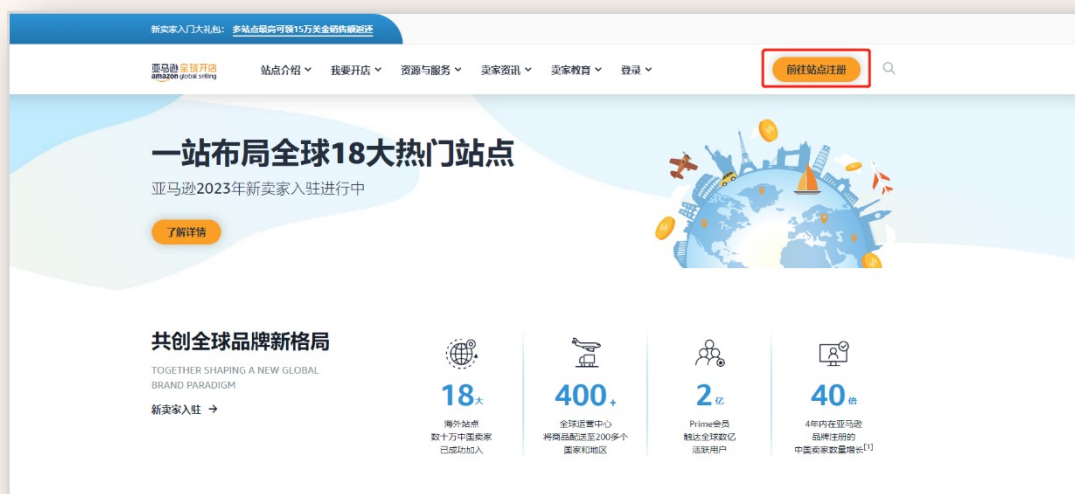 新卖家入门大礼包： 多站点最高可领15万美金销售额返还
亚马逊全球开店
amazon global selling
站点介绍 我要开店 资源与服务 卖家资讯 卖家教育 登录
前往站点注册
一站布局全球18大热门站点
亚马逊2023年新卖家入驻进行中
了解详情
共创全球品牌新格局
TOGETHER SHAPING A NEW GLOBAL
BRAND PARADIGM
新卖家入驻 →
18大
海外站点
数十万中国卖家
已成功加入
400+
全球运营中心
将商品配送至200多个
国家和地区
2亿
Prime会员
触达全球数亿
活跃用户
40倍
4年内在亚马逊
品牌注册的
中国卖家数量增长[1]